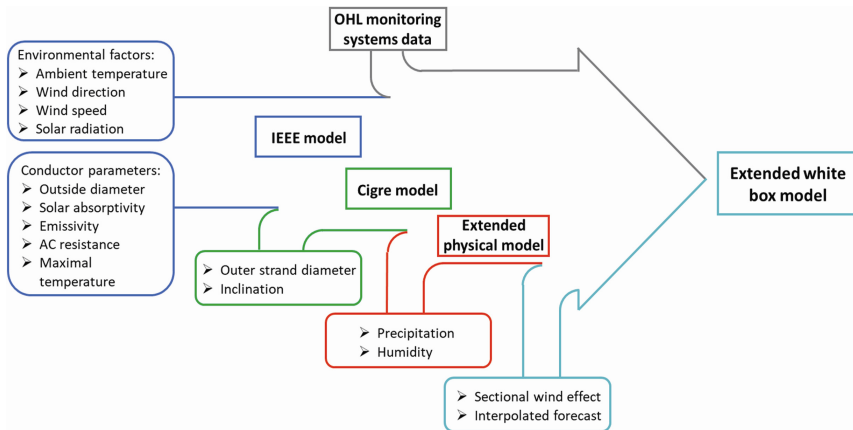 OHL monitoring
systems data
Environmental factors:
➢ Ambient temperature
➢ Wind direction
➢ Wind speed
➢ Solar radiation
IEEE model
Conductor parameters:
➢ Outside diameter
➢ Solar absorptivity
➢ Emissivity
➢ AC resistance
➢ Maximal
temperature
Cigre model
Extended white
box model
Extended
physical model
➢ Outer strand diameter
➢ Inclination
➢ Precipitation
➢ Humidity
➢ Sectional wind effect
➢ Interpolated forecast